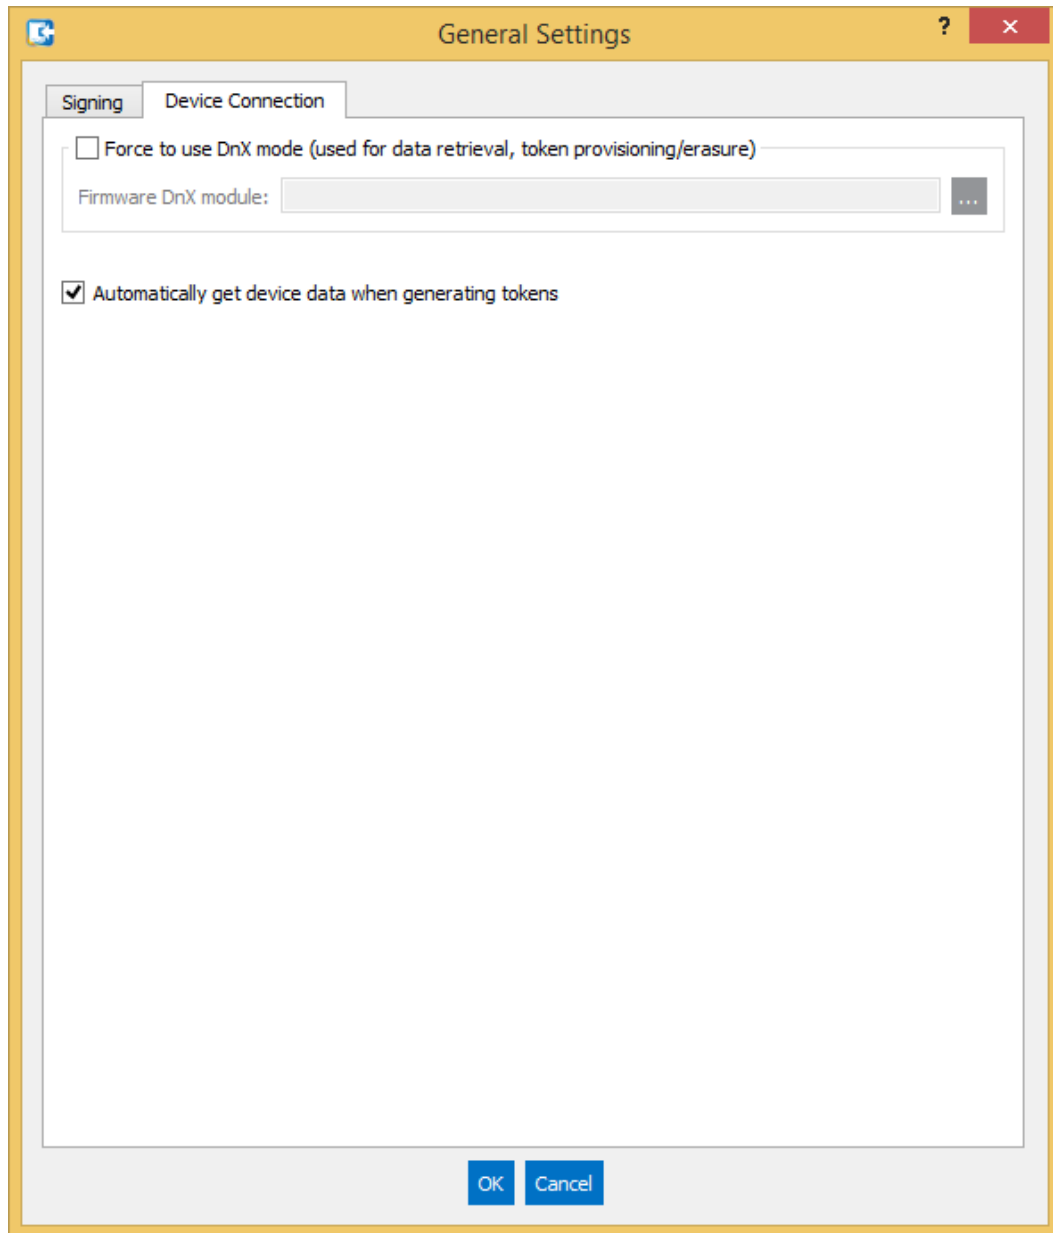 General Settings
?
Signing
Device Connection
Force to use DnX mode (used for data retrieval, token provisioning/erasure)
Firmware DnX module:
...
Automatically get device data when generating tokens
OK
Cancel